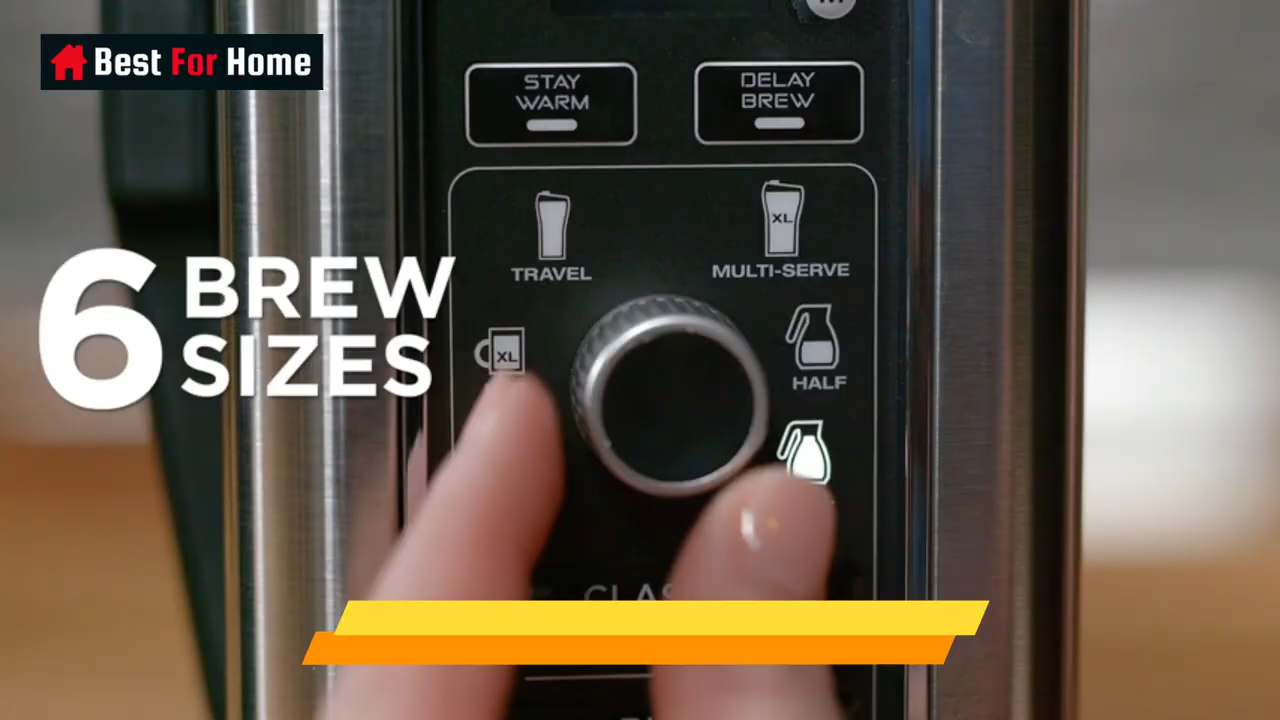 Best For Home
STAY
WARM
DELAY
BREW
XL
TRAVEL
MULTI-SERVE
6 BREW
SIZES
XL
HALF